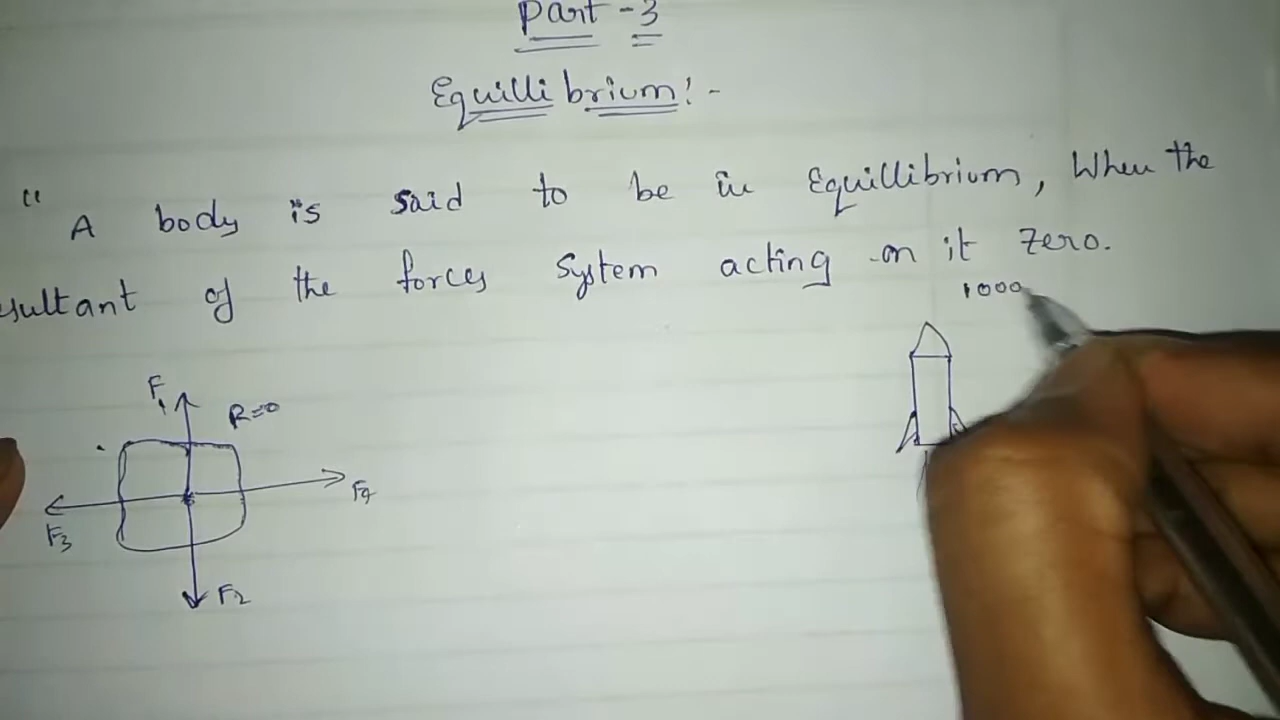 Part - 3
Equillibrium! -
" A body is said to be in Equillibrium, When the
sultant of the forces System acting on it Zero.
1000
F1
R=0
F4
F3
F2